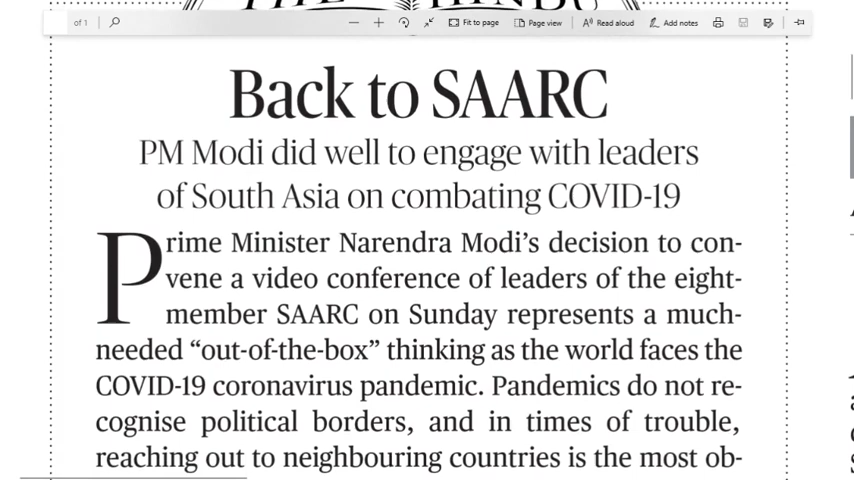 of 1
Fit to page
Page view
Read aloud
Add notes
Back to SAARC
PM Modi did well to engage with leaders
of South Asia on combating COVID-19
Prime Minister Narendra Modi’s decision to con-
vene a video conference of leaders of the eight-
member SAARC on Sunday represents a much-
needed “out-of-the-box” thinking as the world faces the
COVID-19 coronavirus pandemic. Pandemics do not re-
cognise political borders, and in times of trouble,
reaching out to neighbouring countries is the most ob-